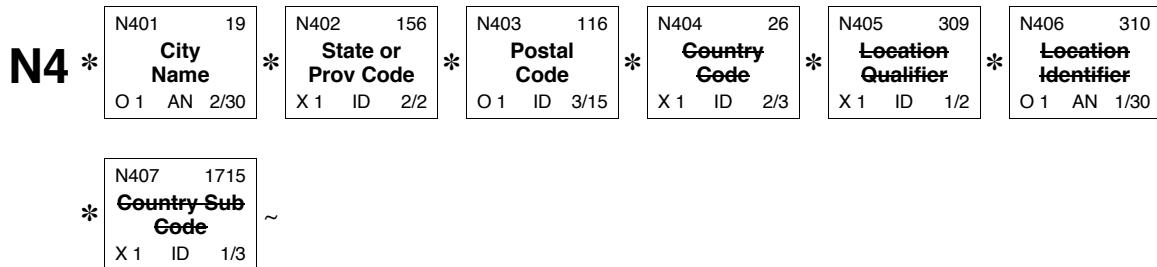 N401 19 N402 156 N403 116 N404 26 N405 309 N406 310
N4 * City Name * State or Prov Code * Postal Code * Country Code * Location Qualifier * Location Identifier
O 1 AN 2/30 X 1 ID 2/2 O 1 ID 3/15 X 1 ID 2/3 X 1 ID 1/2 O 1 AN 1/30
N407 1715
* Country Sub Code ~
X 1 ID 1/3